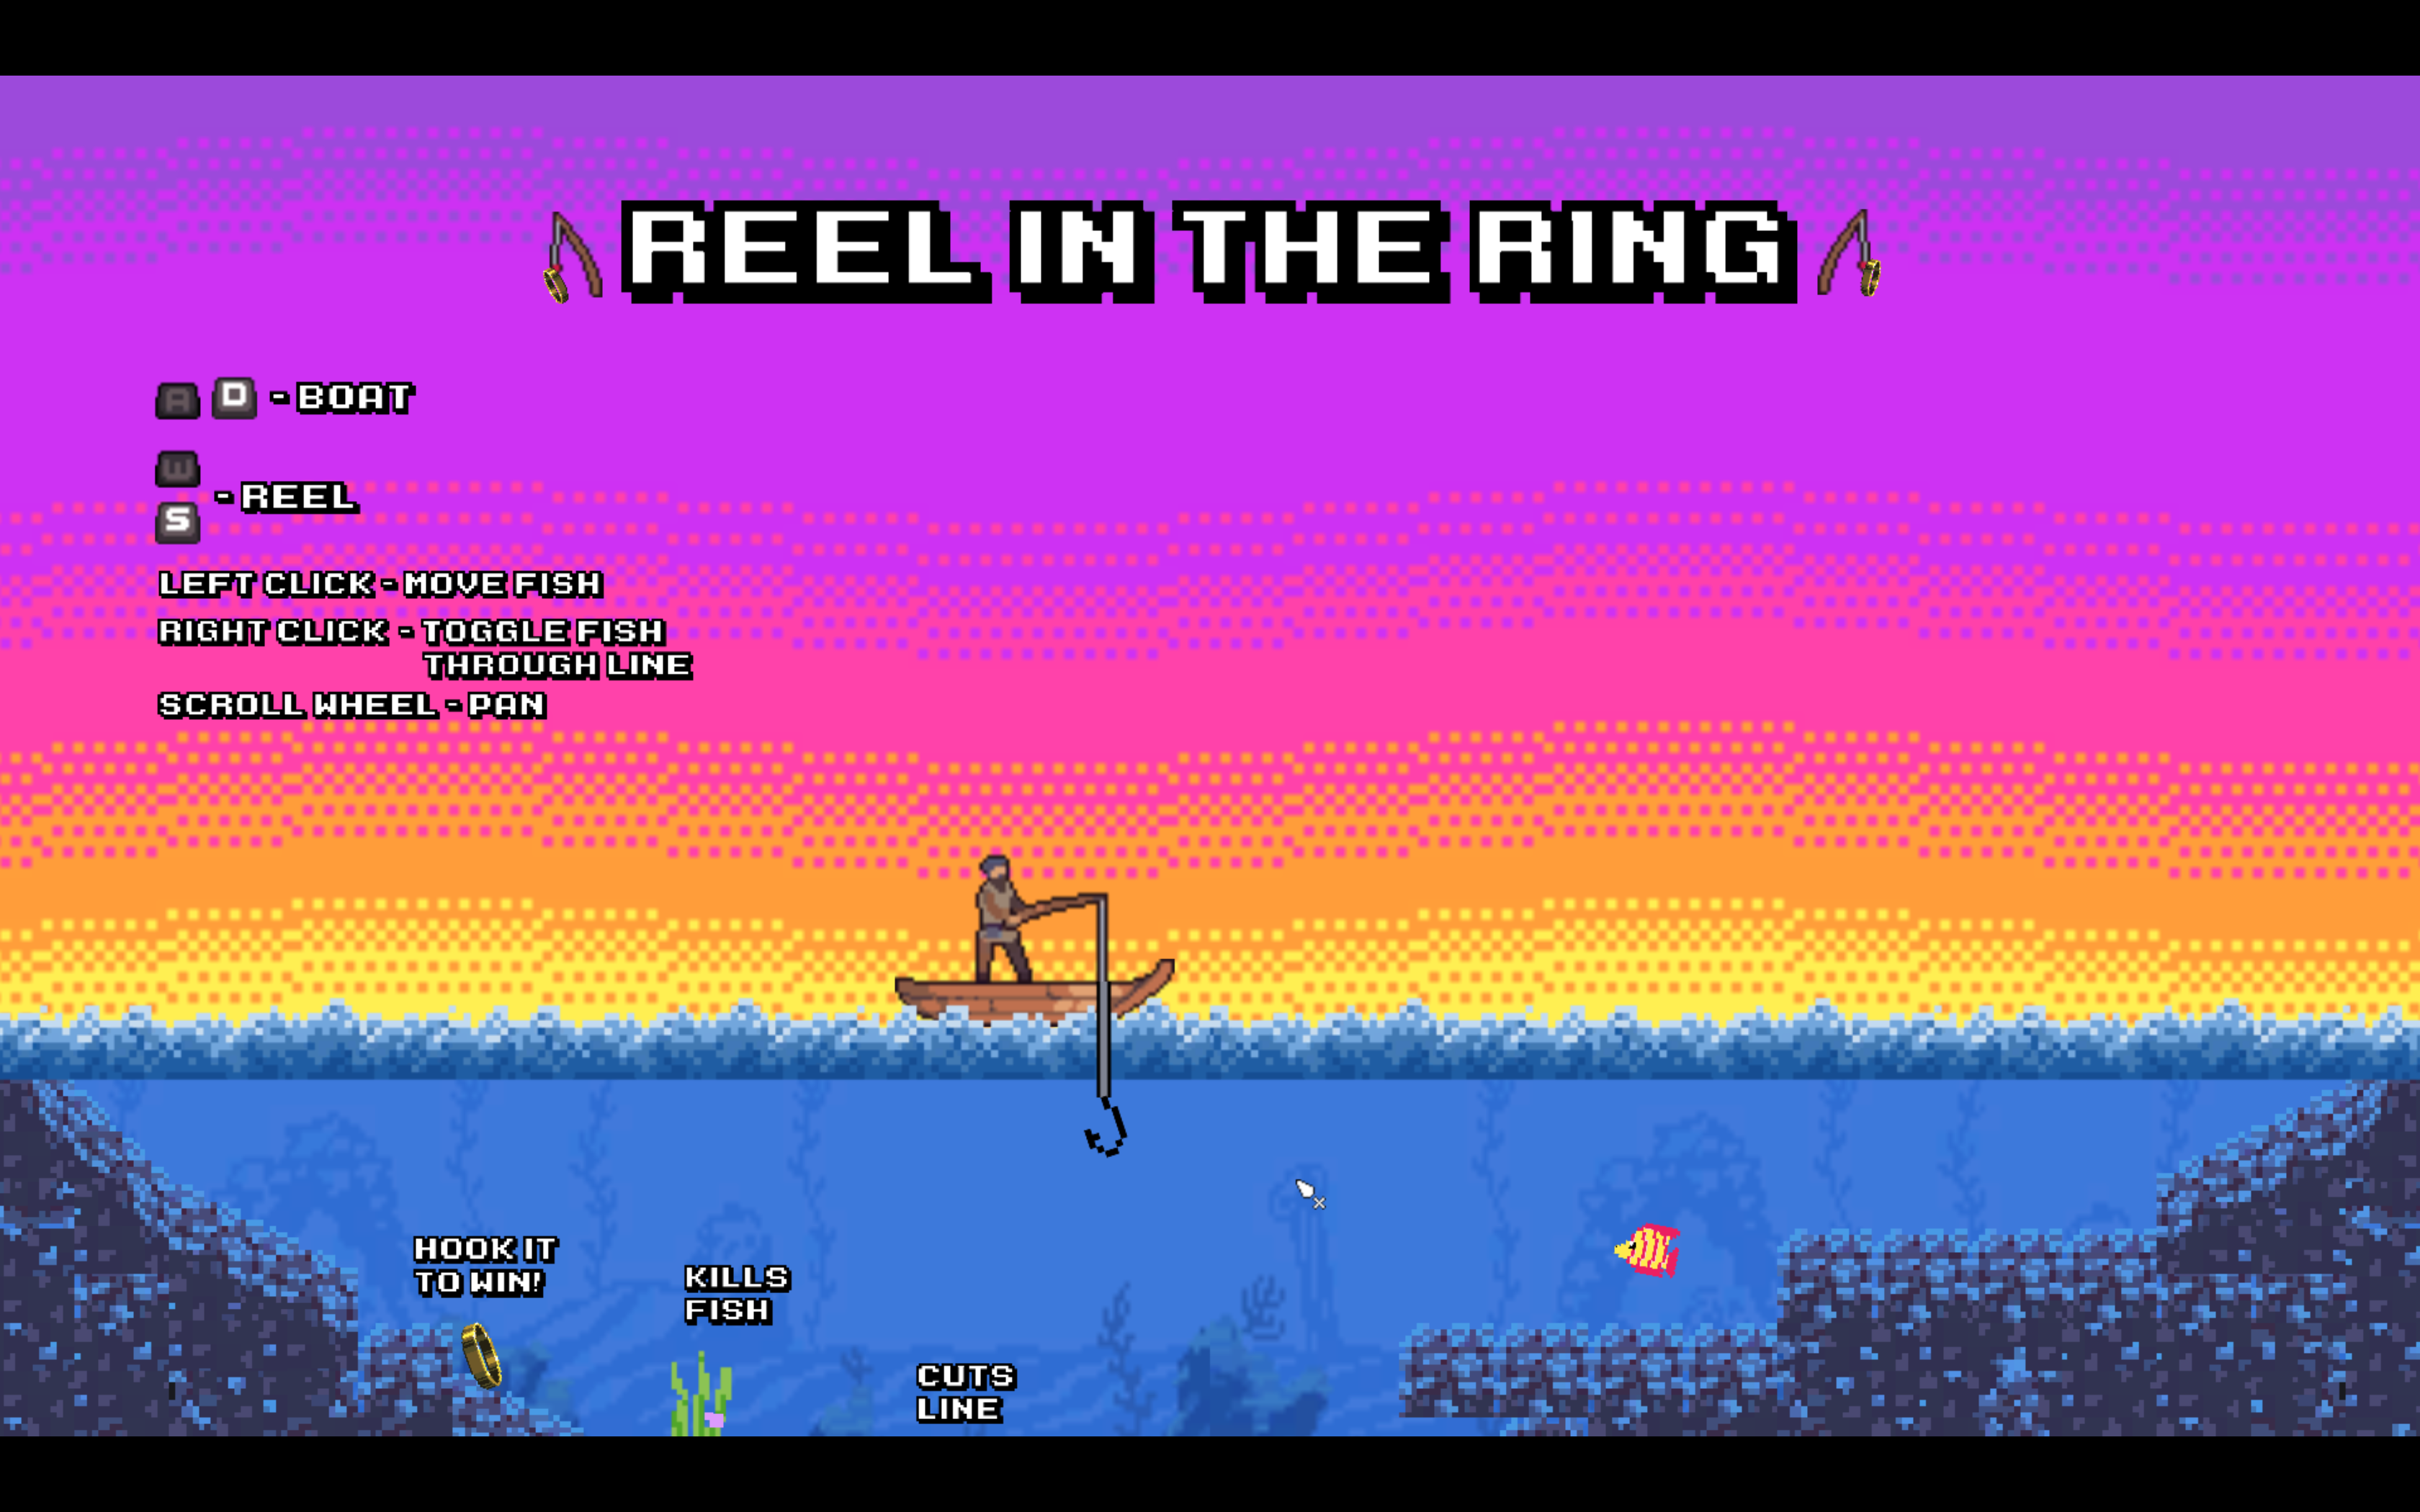 REEL IN THE RING
A D - BOAT
W
- REEL
S
LEFT CLICK - MOVE FISH
RIGHT CLICK - TOGGLE FISH
THROUGH LINE
SCROLL WHEEL - PAN
HOOK IT
TO WIN!
KILLS
FISH
CUTS
LINE